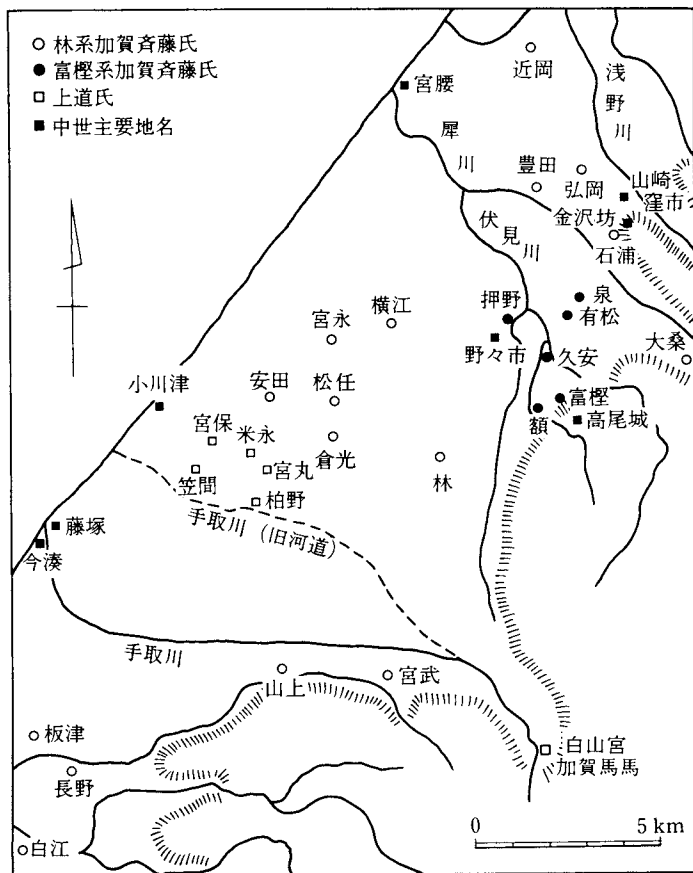 ○ 林系加賀斉藤氏
● 富樫系加賀斉藤氏
□ 上道氏
■ 中世主要地名
近岡
浅野川
宮腰
犀川
豊田
弘岡
山崎
窪市
金沢坊
石浦
伏見川
泉
有松
押野
横江
宮永
野々市
久安
大桑
小川津
安田
松任
富樫
額
高尾城
宮保
米永
倉光
宮丸
笠間
林
柏野
手取川(旧河道)
藤塚
今湊
手取川
山上
宮武
板津
白山宮
加賀馬馬
長野
白江
0 5 km